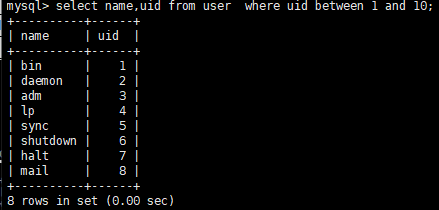 mysql> select name,uid from user  where uid between 1 and 10;
+----------+------+
| name     | uid  |
+----------+------+
| bin      |    1 |
| daemon   |    2 |
| adm      |    3 |
| lp       |    4 |
| sync     |    5 |
| shutdown |    6 |
| halt     |    7 |
| mail     |    8 |
+----------+------+
8 rows in set (0.00 sec)